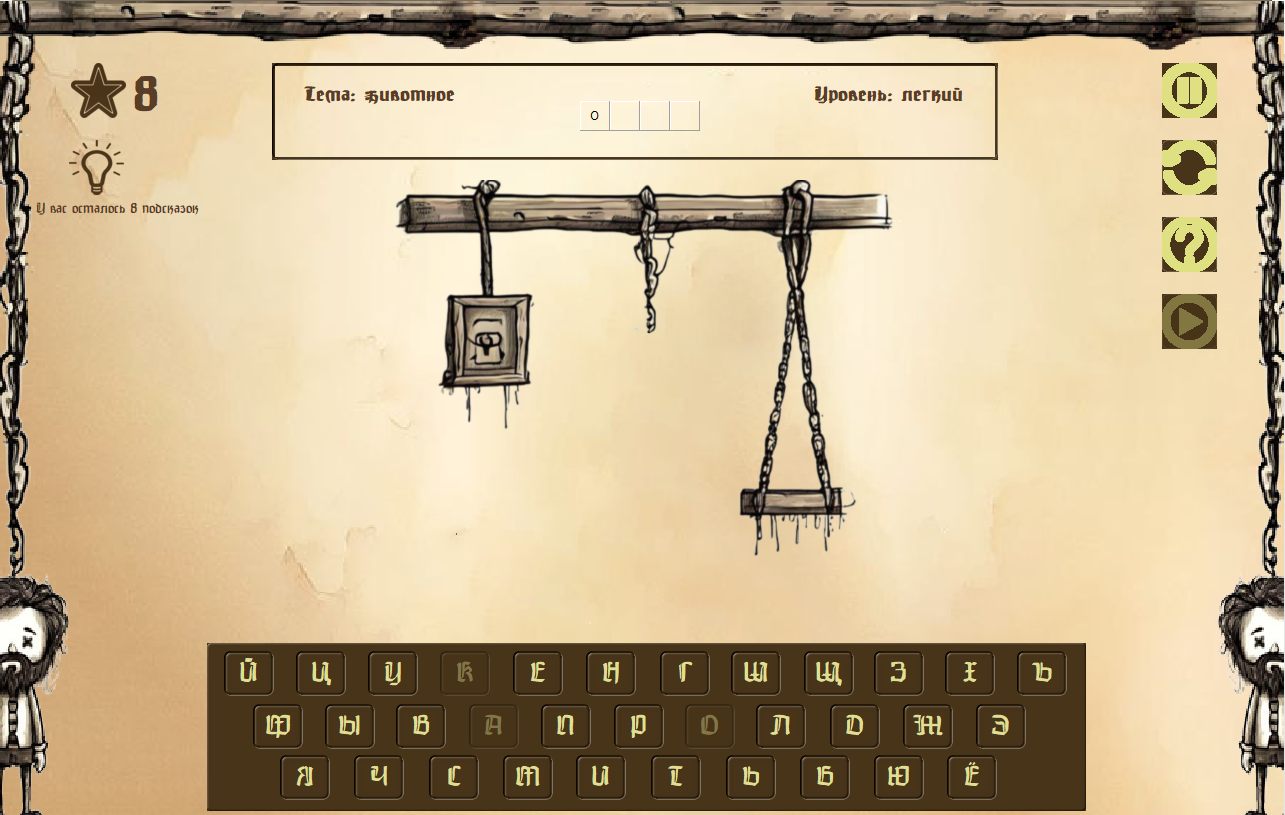 8
Тема: животное
Уровень: легкий
о
У вас осталось 8 подсказок
Й Ц У К Е Н Г Ш Щ З Х Ъ
Ф Ы В А П Р О Л Д Ж Э
Я Ч С М И Т Ь Б Ю Ё